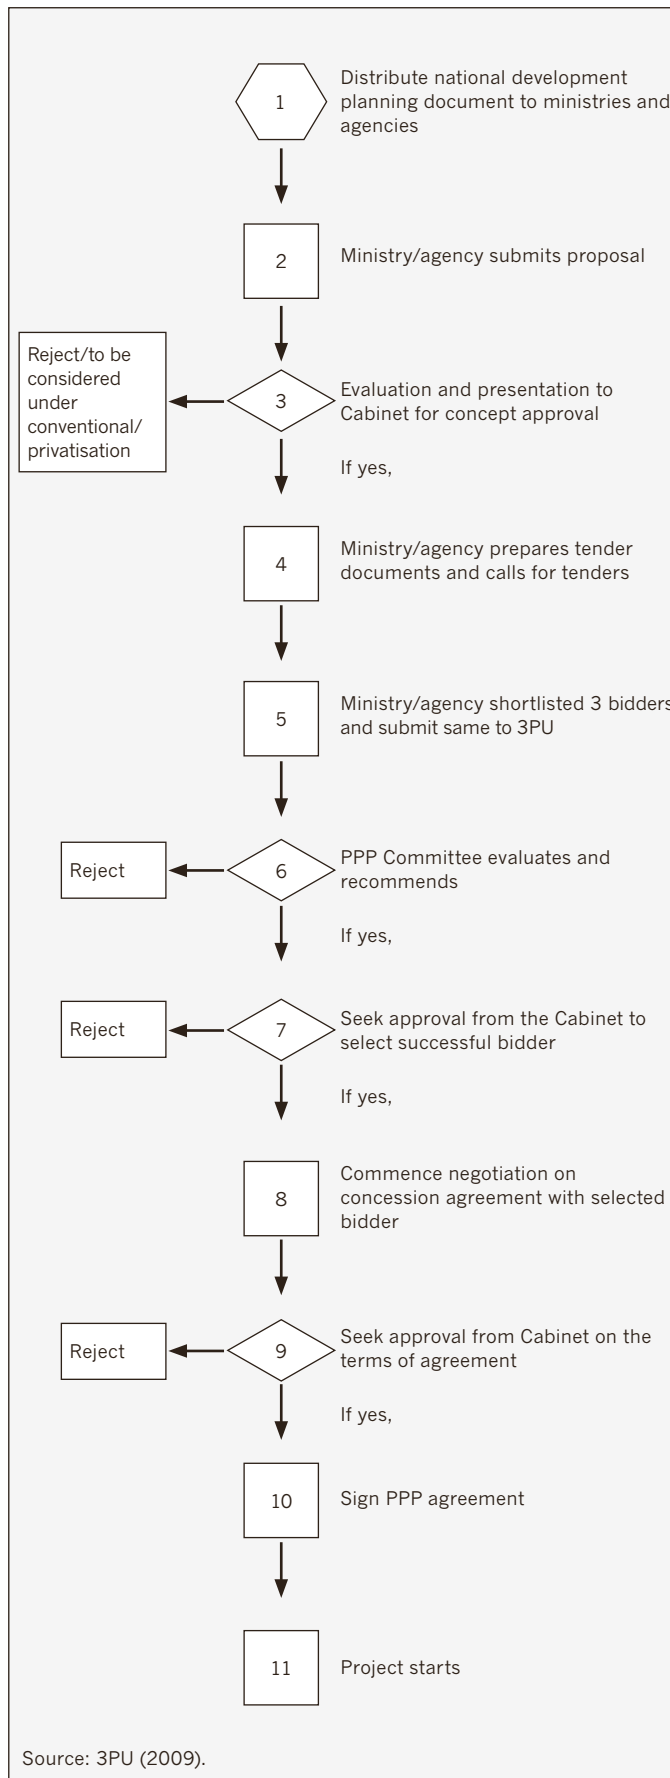 1
Distribute national development
planning document to ministries and
agencies
2
Ministry/agency submits proposal
Reject/to be
considered
under
conventional/
privatisation
3
Evaluation and presentation to
Cabinet for concept approval
If yes,
4
Ministry/agency prepares tender
documents and calls for tenders
5
Ministry/agency shortlisted 3 bidders
and submit same to 3PU
Reject
6
PPP Committee evaluates and
recommends
If yes,
Reject
7
Seek approval from the Cabinet to
select successful bidder
If yes,
8
Commence negotiation on
concession agreement with selected
bidder
Reject
9
Seek approval from Cabinet on the
terms of agreement
If yes,
10
Sign PPP agreement
11
Project starts
Source: 3PU (2009).